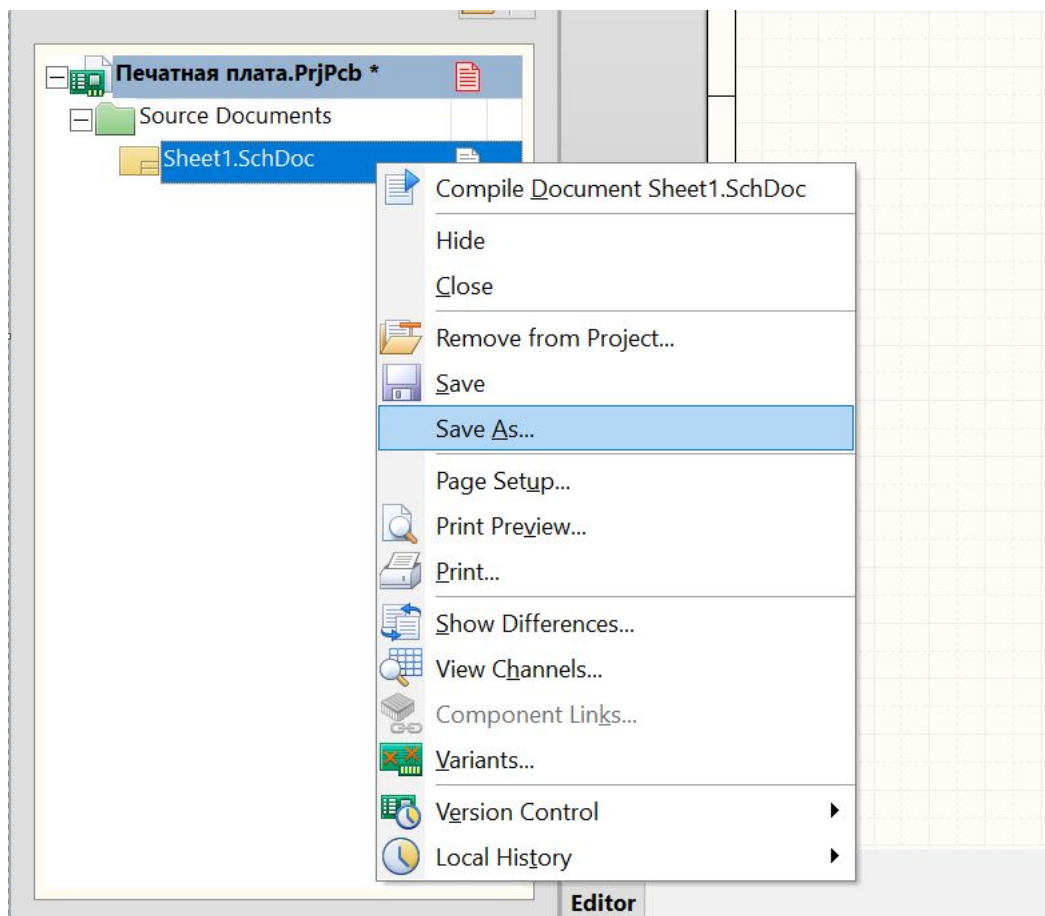 Печатная плата.PrjPcb *
Source Documents
Sheet1.SchDoc
Compile Document Sheet1.SchDoc
Hide
Close
Remove from Project...
Save
Save As...
Page Setup...
Print Preview...
Print...
Show Differences...
View Channels...
Component Links...
Variants...
Version Control
Local History
Editor